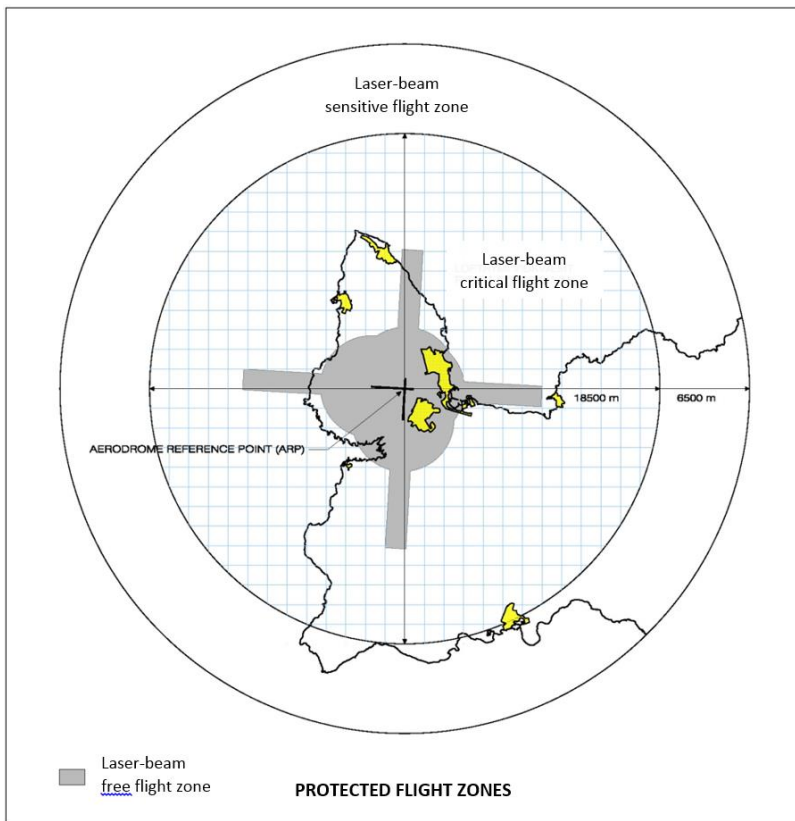 Laser-beam
sensitive flight zone
Laser-beam
critical flight zone
18500 m
6500 m
AERODROME REFERENCE POINT (ARP)
Laser-beam
free flight zone
PROTECTED FLIGHT ZONES